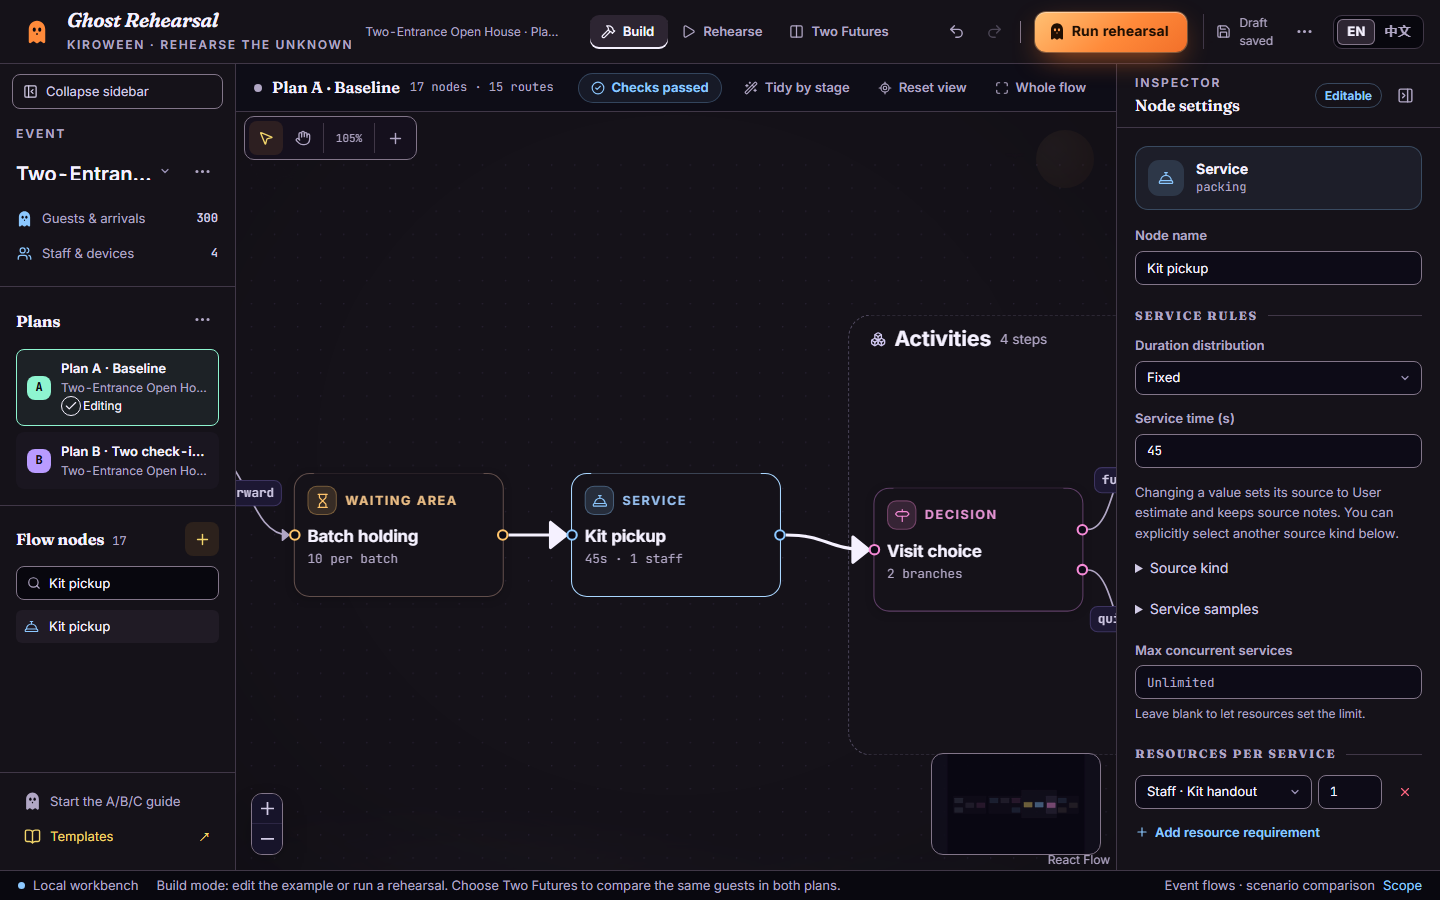 Ghost Rehearsal
KIROWEEN · REHEARSE THE UNKNOWN
Two-Entrance Open House · Pla...
Build
Rehearse
Two Futures
Run rehearsal
Draft
saved
EN
中文
Collapse sidebar
EVENT
Two-Entran...
Guests & arrivals 300
Staff & devices 4
Plans
A
Plan A · Baseline
Two-Entrance Open Ho...
Editing
B
Plan B · Two check-i...
Two-Entrance Open Ho...
Flow nodes 17
Kit pickup
Kit pickup
Start the A/B/C guide
Templates
Plan A · Baseline
17 nodes · 15 routes
Checks passed
Tidy by stage
Reset view
Whole flow
105%
rward
WAITING AREA
Batch holding
10 per batch
SERVICE
Kit pickup
45s · 1 staff
Activities 4 steps
DECISION
Visit choice
2 branches
fu
qui
React Flow
INSPECTOR
Node settings
Editable
Service
packing
Node name
Kit pickup
SERVICE RULES
Duration distribution
Fixed
Service time (s)
45
Changing a value sets its source to User
estimate and keeps source notes. You can
explicitly select another source kind below.
Source kind
Service samples
Max concurrent services
Unlimited
Leave blank to let resources set the limit.
RESOURCES PER SERVICE
Staff · Kit handout 1
Add resource requirement
Local workbench
Build mode: edit the example or run a rehearsal. Choose Two Futures to compare the same guests in both plans.
Event flows · scenario comparison Scope